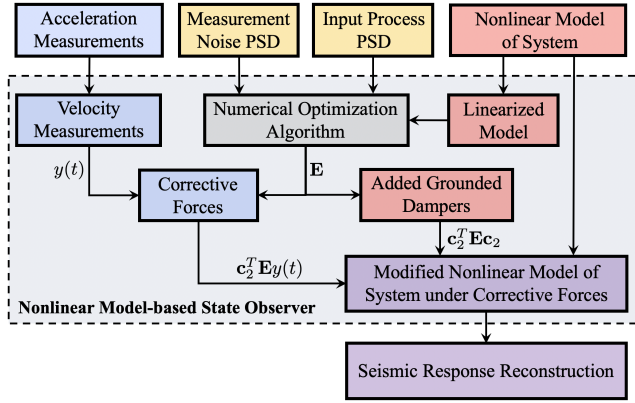 Acceleration
Measurements
Measurement
Noise PSD
Input Process
PSD
Nonlinear Model
of System
Velocity
Measurements
Numerical Optimization
Algorithm
Linearized
Model
y(t)
E
Corrective
Forces
Added Grounded
Dampers
c₂ᵀEc₂
c₂ᵀEy(t)
Modified Nonlinear Model of
System under Corrective Forces
Nonlinear Model-based State Observer
Seismic Response Reconstruction